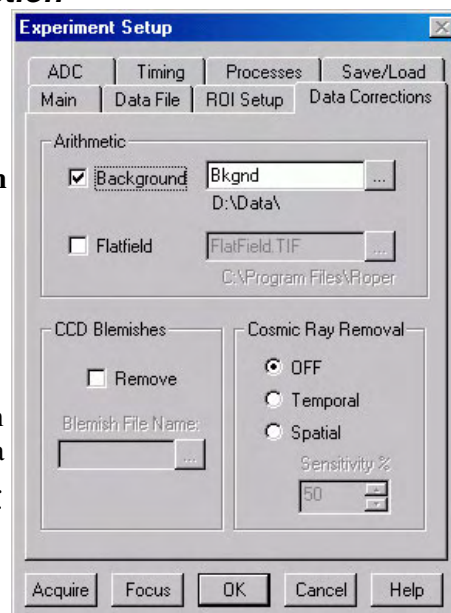 Experiment Setup
ADC Timing Processes Save/Load
Main Data File ROI Setup Data Corrections
Arithmetic
Background Bkgnd ...
D:\Data\
Flatfield FlatField.TIF ...
C:\Program Files\Roper
CCD Blemishes
Remove
Blemish File Name:
...
Cosmic Ray Removal
OFF
Temporal
Spatial
Sensitivity %
50
Acquire Focus OK Cancel Help